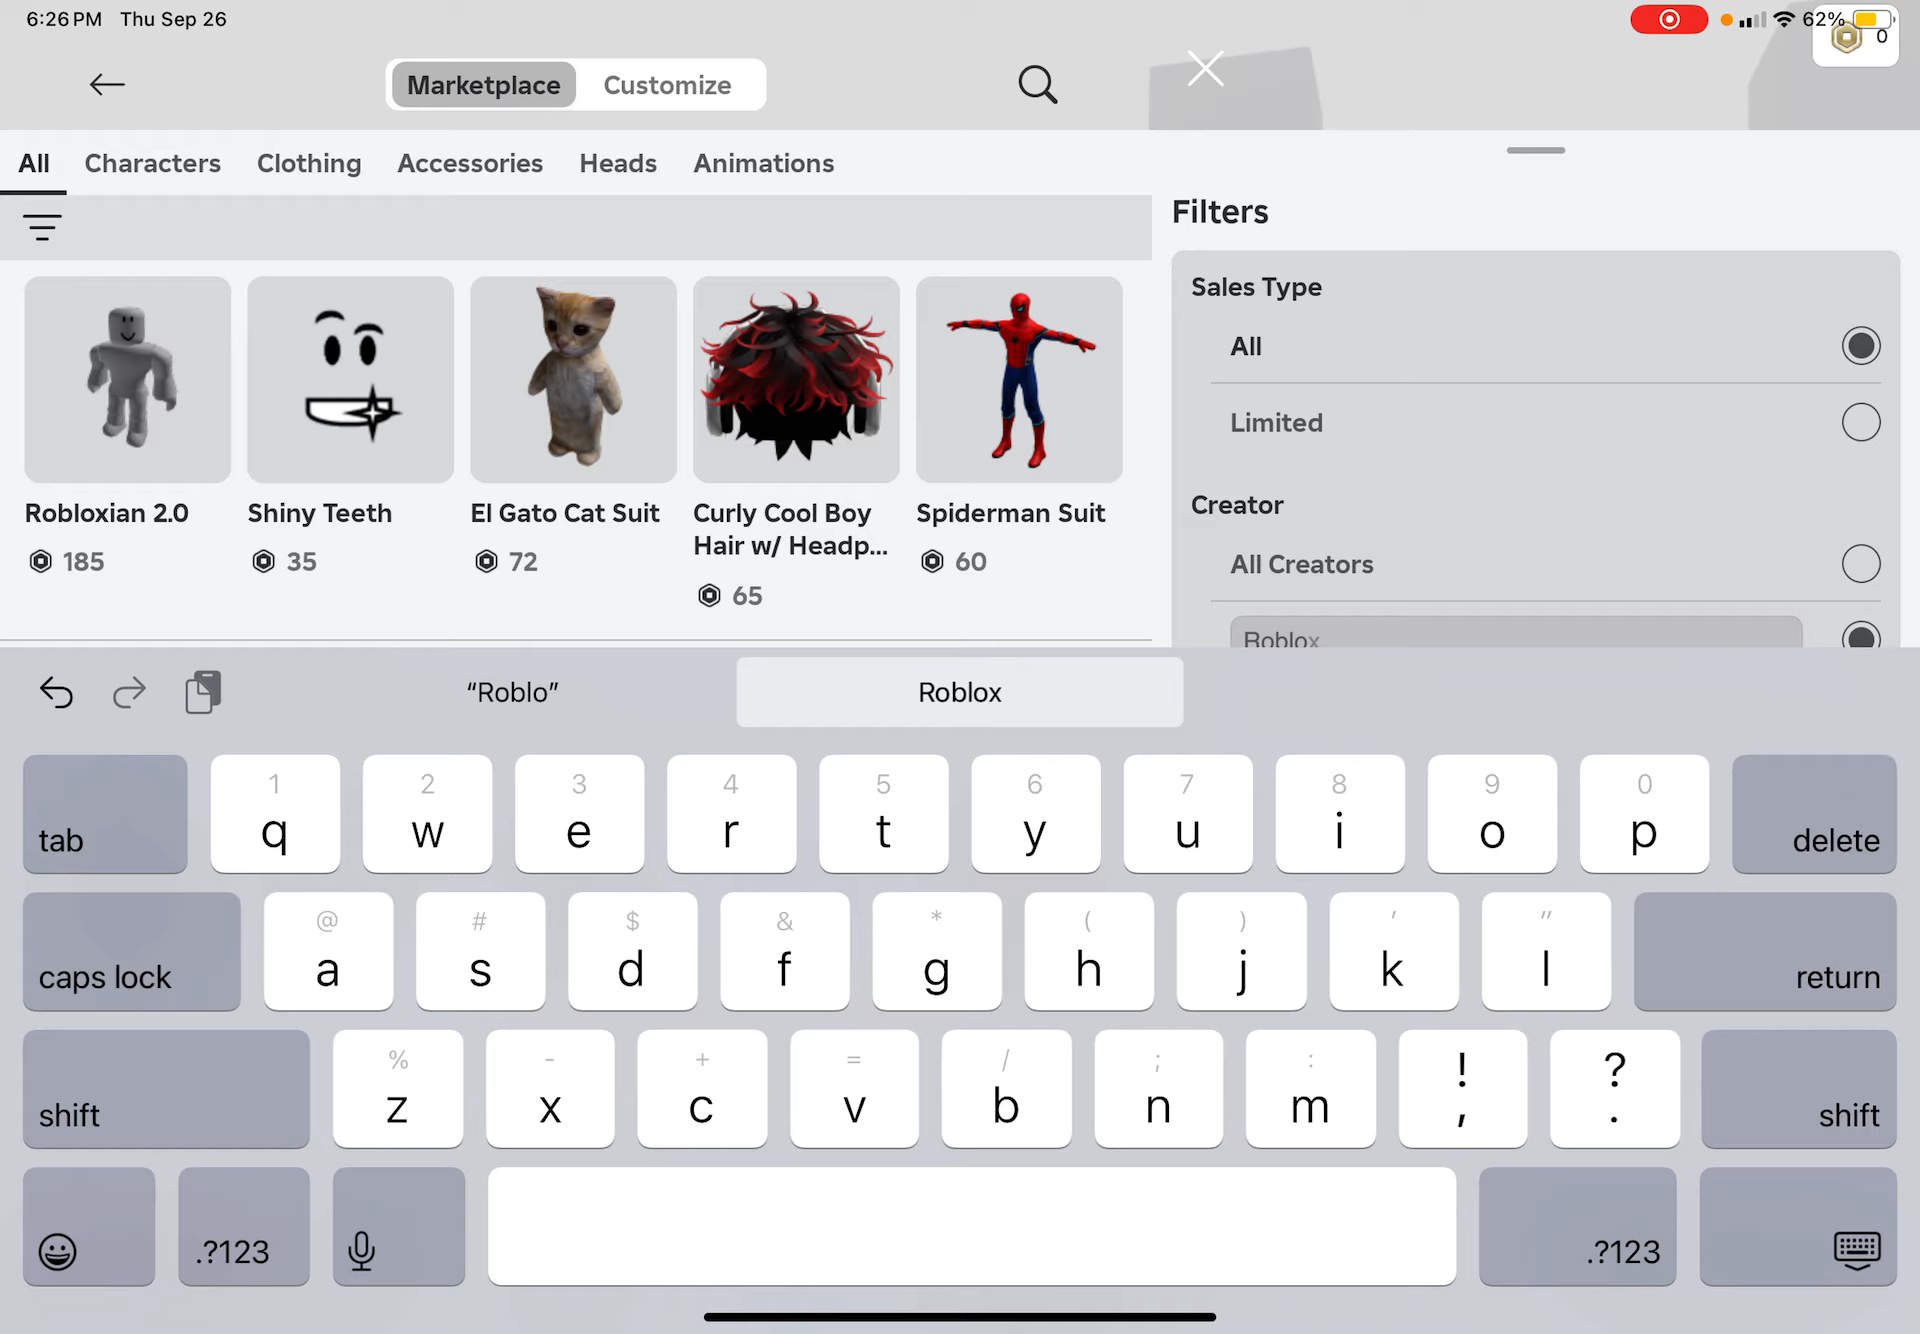 6:26 PM Thu Sep 26
62%
0
Marketplace Customize
All Characters Clothing Accessories Heads Animations
Robloxian 2.0
185
Shiny Teeth
35
El Gato Cat Suit
72
Curly Cool Boy
Hair w/ Headp...
65
Spiderman Suit
60
Filters
Sales Type
All
Limited
Creator
All Creators
Roblox
“Roblo” Roblox
1 2 3 4 5 6 7 8 9 0
tab q w e r t y u i o p delete
@ # $ & * ( ) ' "
caps lock a s d f g h j k l return
% - + = / ; : ! ?
shift z x c v b n m , . shift
.?123 .?123